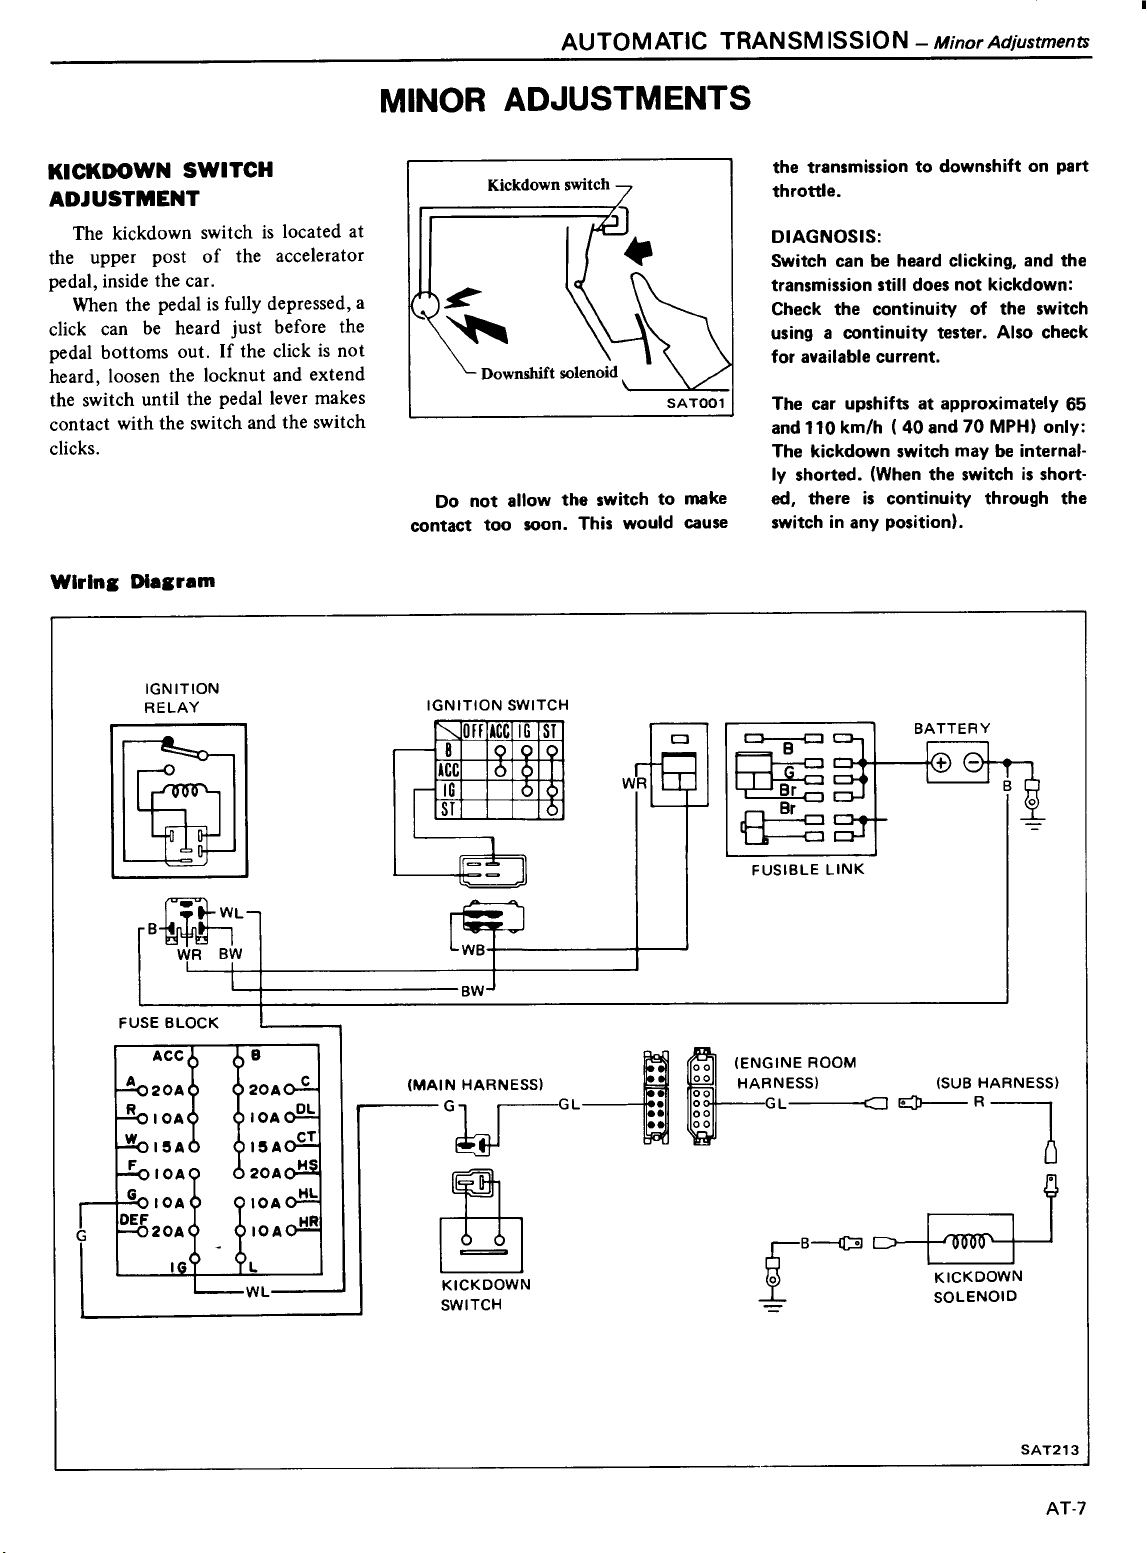 AUTOMATIC TRANSMISSION – Minor Adjustments
MINOR ADJUSTMENTS
KICKDOWN SWITCH
ADJUSTMENT
The kickdown switch is located at
the upper post of the accelerator
pedal, inside the car.
When the pedal is fully depressed, a
click can be heard just before the
pedal bottoms out. If the click is not
heard, loosen the locknut and extend
the switch until the pedal lever makes
contact with the switch and the switch
clicks.
Kickdown switch
Downshift solenoid
SAT001
Do not allow the switch to make
contact too soon. This would cause
the transmission to downshift on part
throttle.
DIAGNOSIS:
Switch can be heard clicking, and the
transmission still does not kickdown:
Check the continuity of the switch
using a continuity tester. Also check
for available current.
The car upshifts at approximately 65
and 110 km/h ( 40 and 70 MPH) only:
The kickdown switch may be internal-
ly shorted. (When the switch is short-
ed, there is continuity through the
switch in any position).
Wiring Diagram
IGNITION
RELAY
IGNITION SWITCH
OFF ACC IG ST
B
ACC
IG
ST
WR
B
G
Br
Br
FUSIBLE LINK
BATTERY
+ −
B
WL
B
WR BW
WB
BW
FUSE BLOCK
ACC B
A 20A 20A C
R 10A 10A DL
W 15A 15A CT
F 10A 20A HS
G 10A 10A HL
DEF 20A 10A HR
IG L
G
WL
(MAIN HARNESS)
G GL
KICKDOWN
SWITCH
(ENGINE ROOM
HARNESS)
GL
(SUB HARNESS)
R
B
KICKDOWN
SOLENOID
SAT213
AT-7